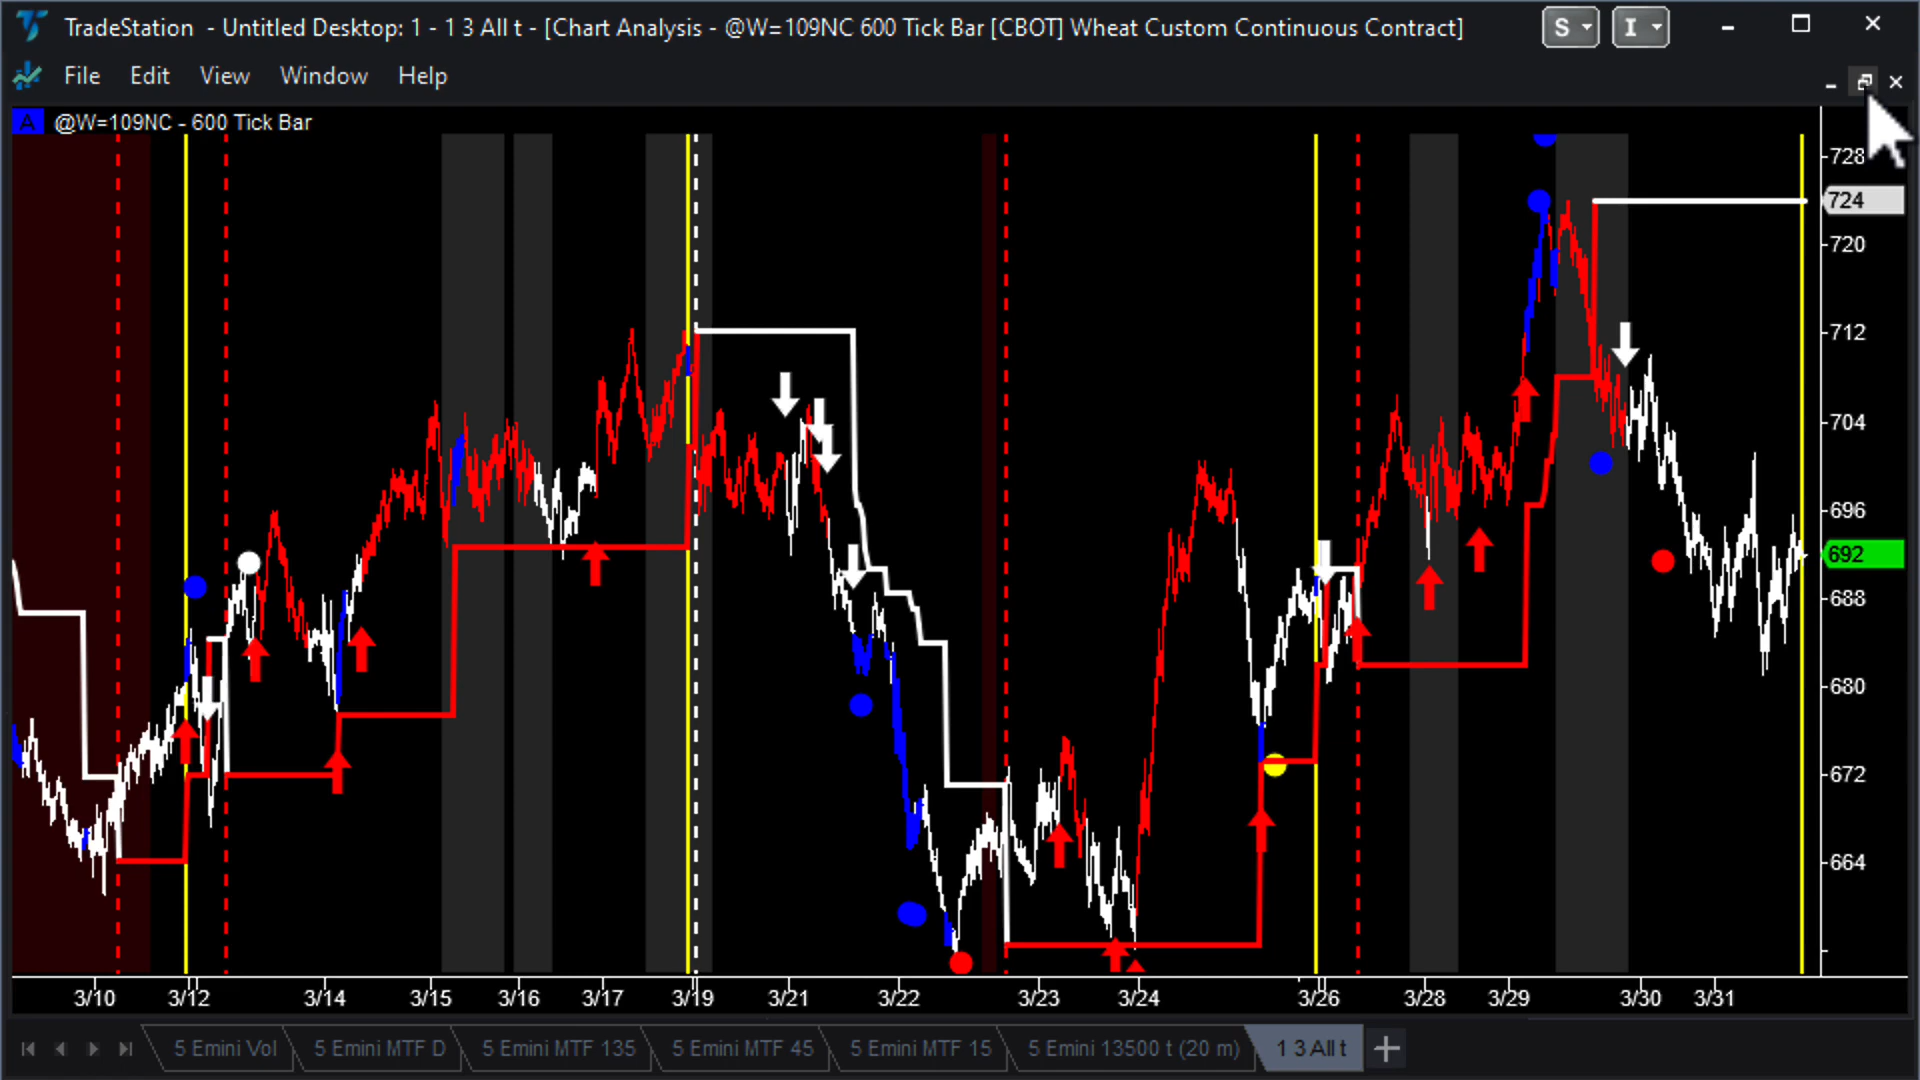 TradeStation - Untitled Desktop: 1 - 1 3 All t - [Chart Analysis - @W=109NC 600 Tick Bar [CBOT] Wheat Custom Continuous Contract]
S I
File Edit View Window Help
A @W=109NC - 600 Tick Bar
728
724
720
712
704
696
692
688
680
672
664
3/10 3/12 3/14 3/15 3/16 3/17 3/19 3/21 3/22 3/23 3/24 3/26 3/28 3/29 3/30 3/31
5 Emini Vol 5 Emini MTF D 5 Emini MTF 135 5 Emini MTF 45 5 Emini MTF 15 5 Emini 13500 t (20 m) 1 3 All t +